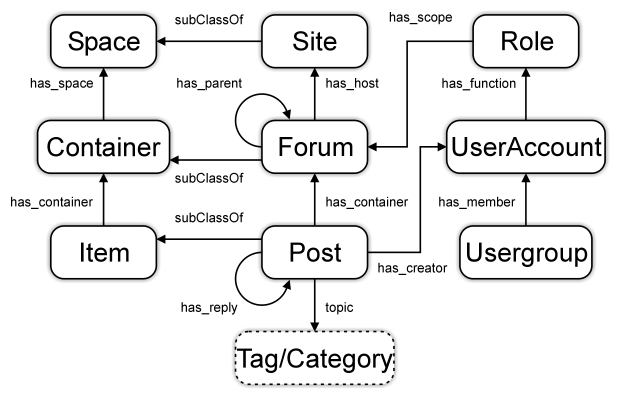 subClassOf
has_scope
Space
Site
Role
has_space
has_parent
has_host
has_function
Container
Forum
UserAccount
subClassOf
has_container
subClassOf
has_container
has_member
Item
Post
Usergroup
has_creator
has_reply
topic
Tag/Category